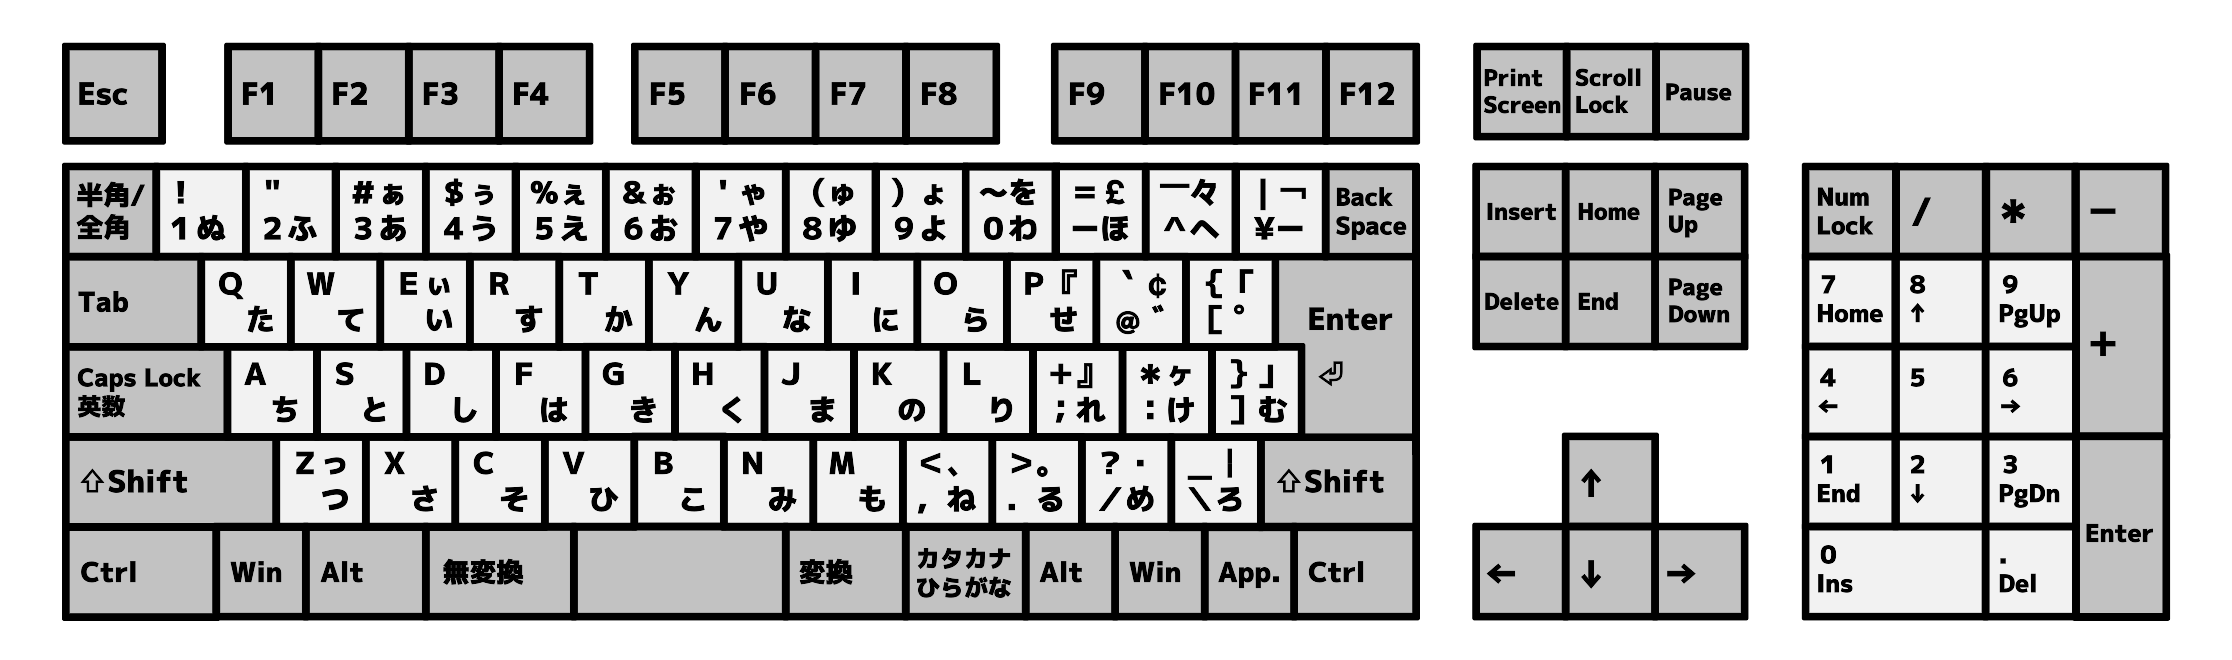 Esc F1 F2 F3 F4 F5 F6 F7 F8 F9 F10 F11 F12
Print Screen
Scroll Lock
Pause
半角/
全角
! 1 ぬ
" 2 ふ
# ぁ 3 あ
$ ぅ 4 う
% ぇ 5 え
& ぉ 6 お
' ゃ 7 や
( ゅ 8 ゆ
) ょ 9 よ
～ を 0 わ
= £ ー ほ
￣ 々 ^ へ
| ￢ ¥ ー
Back
Space
Insert
Home
Page
Up
Num
Lock
/
*
−
Tab
Q た
W て
E ぃ い
R す
T か
Y ん
U な
I に
O ら
P 『 せ
` ¢ @ ゛
{ 「 [ ゜
Enter
Delete
End
Page
Down
7
Home
8
↑
9
PgUp
+
Caps Lock
英数
A ち
S と
D し
F は
G き
H く
J ま
K の
L り
+ 』 ; れ
* ヶ : け
} 」 ] む
⏎
4
←
5
6
→
⇧Shift
Z っ つ
X さ
C そ
V ひ
B こ
N み
M も
< 、 , ね
> 。 . る
? ・ / め
_ | \ ろ
⇧Shift
↑
1
End
2
↓
3
PgDn
Enter
Ctrl
Win
Alt
無変換
変換
カタカナ
ひらがな
Alt
Win
App.
Ctrl
←
↓
→
0
Ins
.
Del